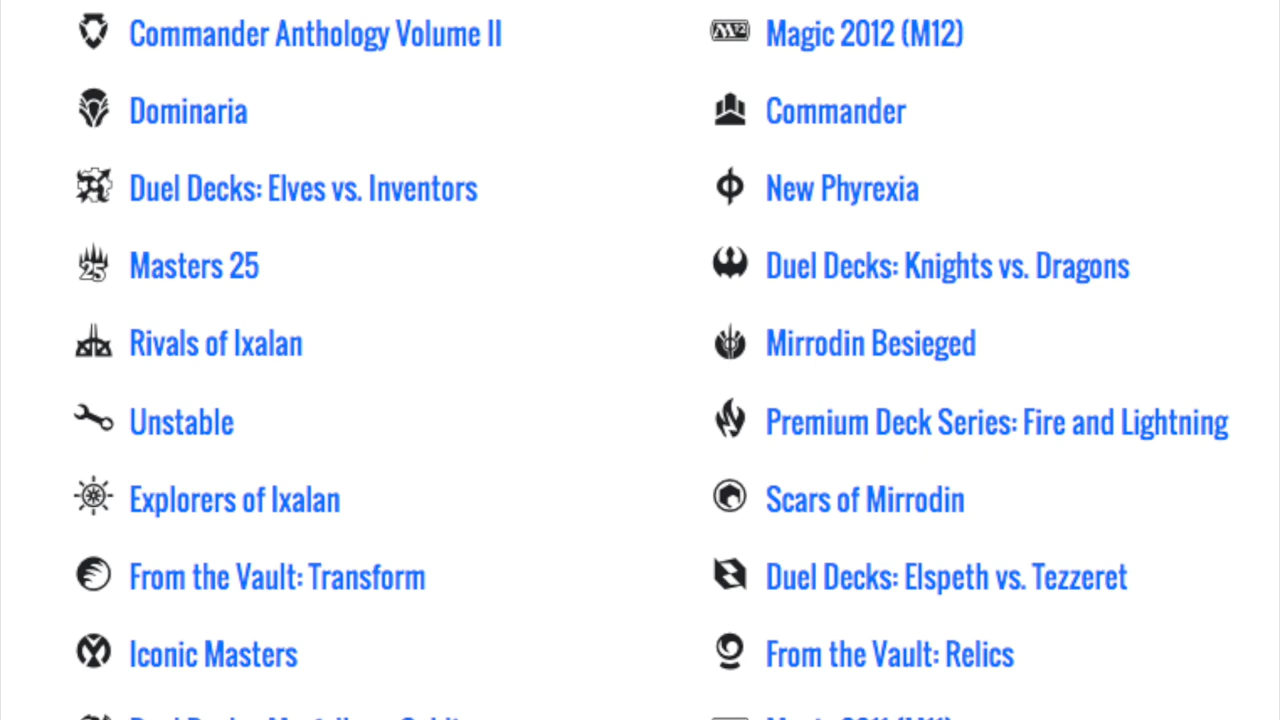 Commander Anthology Volume II
Dominaria
Duel Decks: Elves vs. Inventors
25
Masters 25
Rivals of Ixalan
Unstable
Explorers of Ixalan
From the Vault: Transform
Iconic Masters
M12
Magic 2012 (M12)
Commander
New Phyrexia
Duel Decks: Knights vs. Dragons
Mirrodin Besieged
Premium Deck Series: Fire and Lightning
Scars of Mirrodin
Duel Decks: Elspeth vs. Tezzeret
From the Vault: Relics